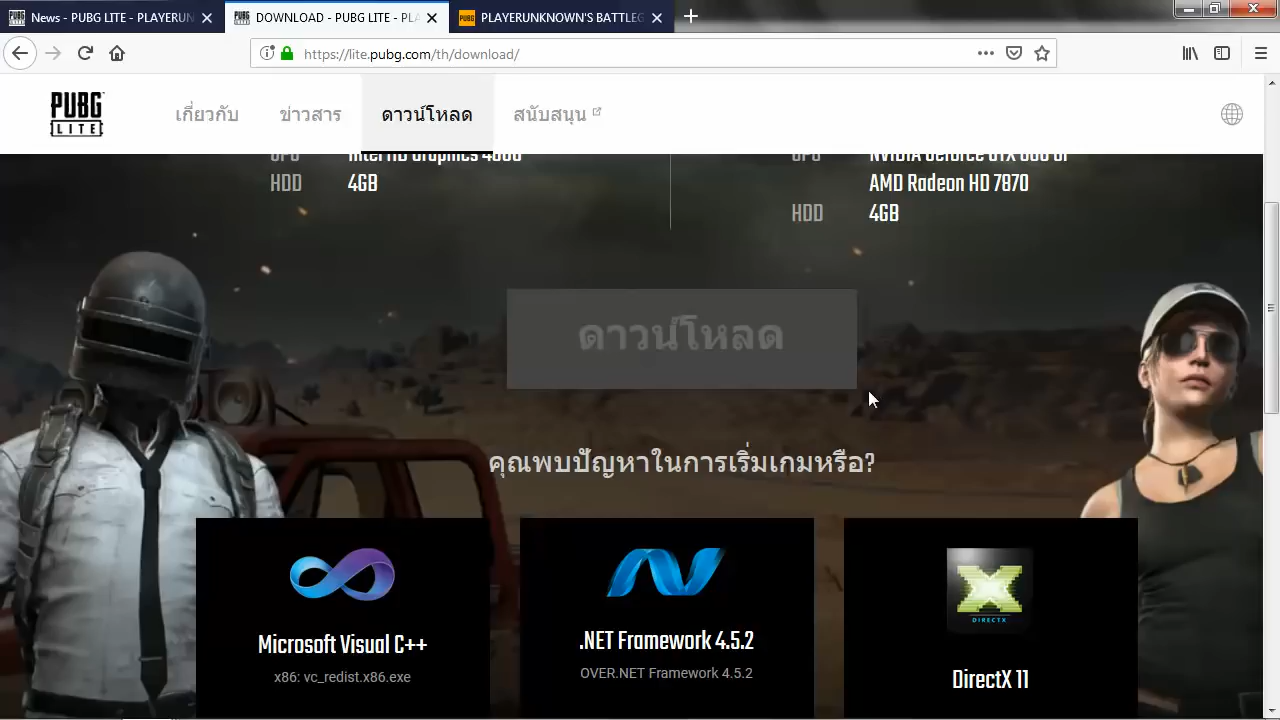 News - PUBG LITE - PLAYERUN
DOWNLOAD - PUBG LITE - PLA
PUBG
PLAYERUNKNOWN'S BATTLEG
https://lite.pubg.com/th/download/
PUBG
LITE
เกี่ยวกับ
ข่าวสาร
ดาวน์โหลด
สนับสนุน
HDD 4GB
AMD Radeon HD 7870
HDD 4GB
ดาวน์โหลด
คุณพบปัญหาในการเริ่มเกมหรือ?
Microsoft Visual C++
x86: vc_redist.x86.exe
.NET Framework 4.5.2
OVER.NET Framework 4.5.2
DIRECTX
DirectX 11